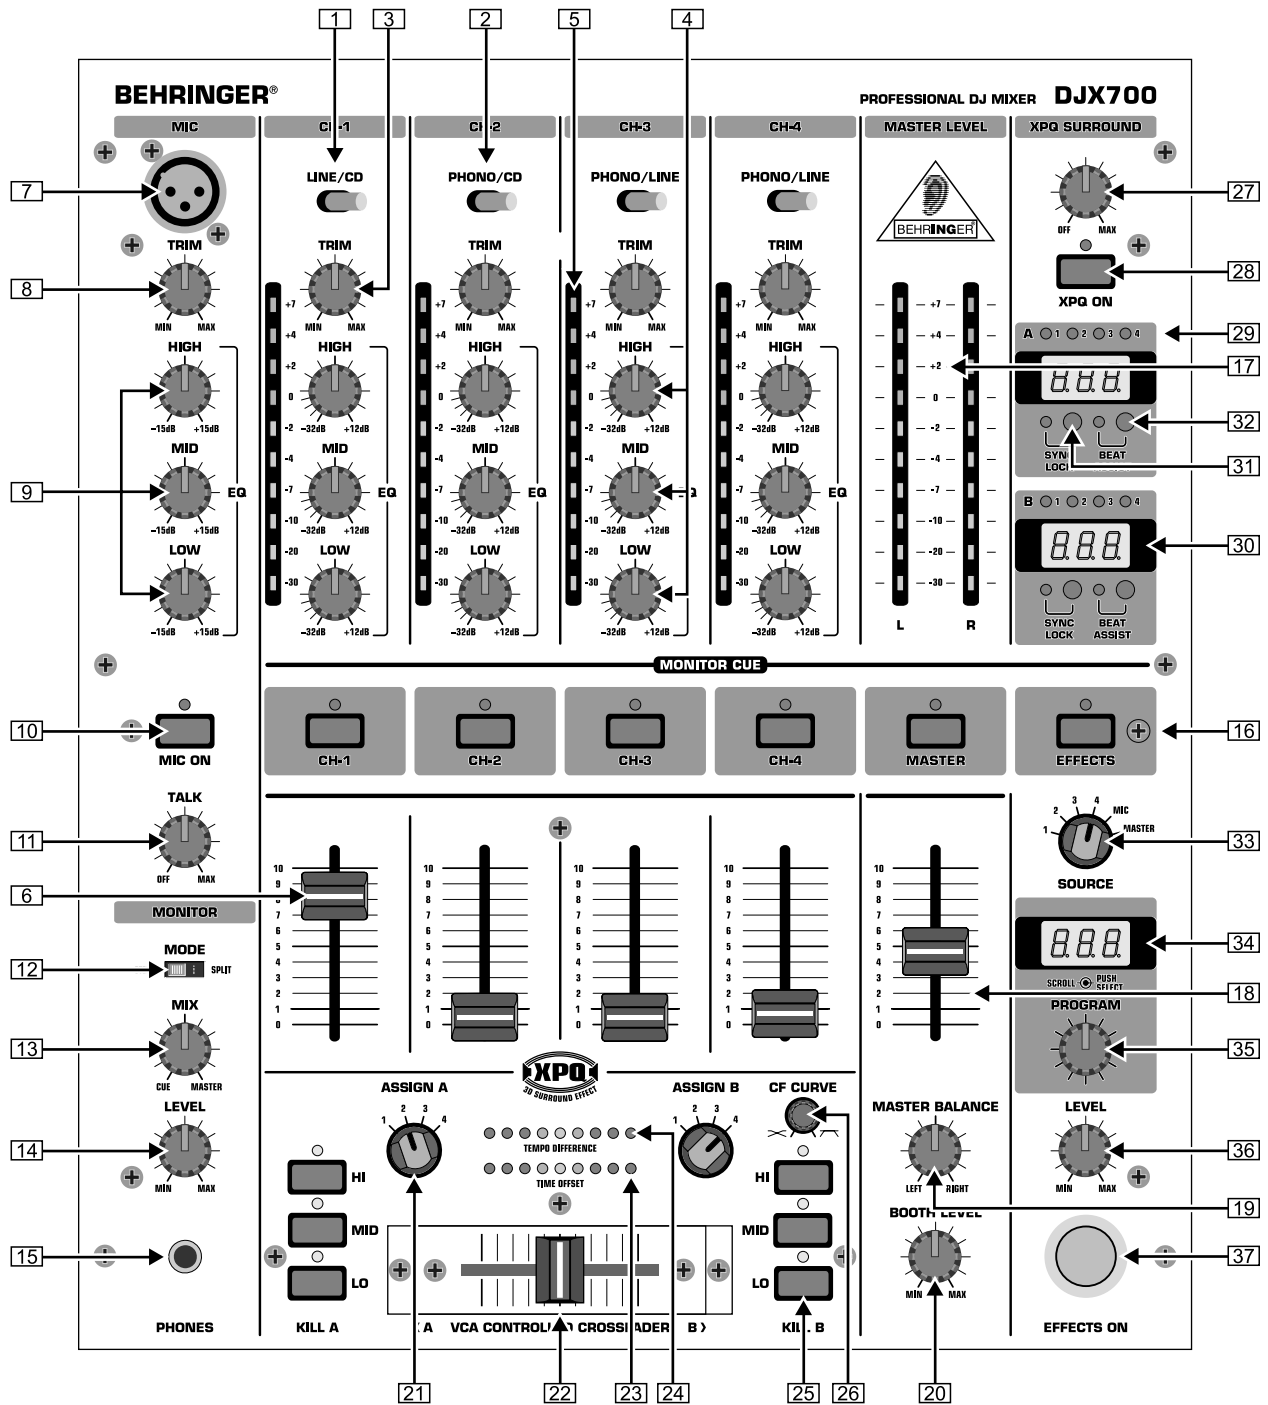 1 3 2 5 4
BEHRINGER®
PROFESSIONAL DJ MIXER DJX700
MIC CH-1 CH-2 CH-3 CH-4 MASTER LEVEL XPQ SURROUND
LINE/CD PHONO/CD PHONO/LINE PHONO/LINE
7 27
BEHRINGER®
OFF MAX
TRIM TRIM TRIM TRIM TRIM
8 28
XPQ ON
MIN MAX MIN MAX MIN MAX MIN MAX MIN MAX
+7 +7 +7 +7 +7
+4 +4 +4 +4 +4
A 1 2 3 4 29
HIGH HIGH HIGH HIGH HIGH
+2 +2 +2 +2 +2 17
8.8.8.
0 0 0 0 0
-15dB +15dB -32dB +12dB -32dB +12dB -32dB +12dB -32dB +12dB
-2 -2 -2 -2 -2
32
MID MID MID MID MID
SYNC LOCK BEAT
31
-4 -4 -4 -4 -4
9 EQ EQ EQ EQ EQ
-7 -7 -7 -7 -7
B 1 2 3 4
-10 -10 -10 -10 -10
-15dB +15dB -32dB +12dB -32dB +12dB -32dB +12dB -32dB +12dB
8.8.8. 30
LOW LOW LOW LOW LOW
-20 -20 -20 -20 -20
-30 -30 -30 -30 -30
-15dB +15dB -32dB +12dB -32dB +12dB -32dB +12dB -32dB +12dB
L R
SYNC LOCK BEAT ASSIST
MONITOR CUE
10 16
MIC ON CH-1 CH-2 CH-3 CH-4 MASTER EFFECTS
TALK
11
OFF MAX
1 2 3 4 MIC MASTER
33
SOURCE
6
10 10 10 10 10
9 9 9 9 9
8 8 8 8 8
7 7 7 7 7
6 6 6 6 6
5 5 5 5 5
4 4 4 4 4
3 3 3 3 3
2 2 2 2 2
1 1 1 1 1
0 0 0 0 0
MONITOR
MODE
12 SPLIT
8.8.8. 34
SCROLL PUSH SELECT
18
MIX PROGRAM
13 35
CUE MASTER
XPQ
3D SURROUND EFFECT
ASSIGN A ASSIGN B CF CURVE
1 2 3 4 1 2 3 4
LEVEL MASTER BALANCE LEVEL
14 36
MIN MAX LEFT RIGHT MIN MAX
TEMPO DIFFERENCE
TIME OFFSET
HI HI
19
BOOTH LEVEL
MID MID
15 37
LO LO
MIN MAX
PHONES KILL A A VCA CONTROLLED CROSSFADER B KILL B EFFECTS ON
21 22 23 24 25 26 20